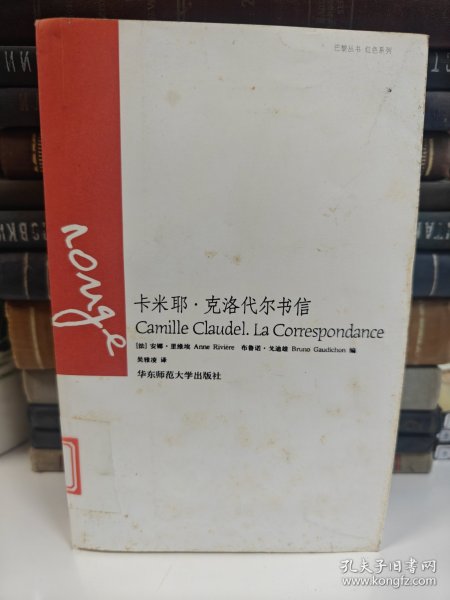 巴黎丛书 红色系列
rouge
卡米耶·克洛代尔书信
Camille Claudel. La Correspondance
[法] 安娜·里维埃 Anne Rivière 布鲁诺·戈迪雄 Bruno Gaudichon 编
吴雅凌 译
华东师范大学出版社
孔夫子旧书网
www.kongfz.com